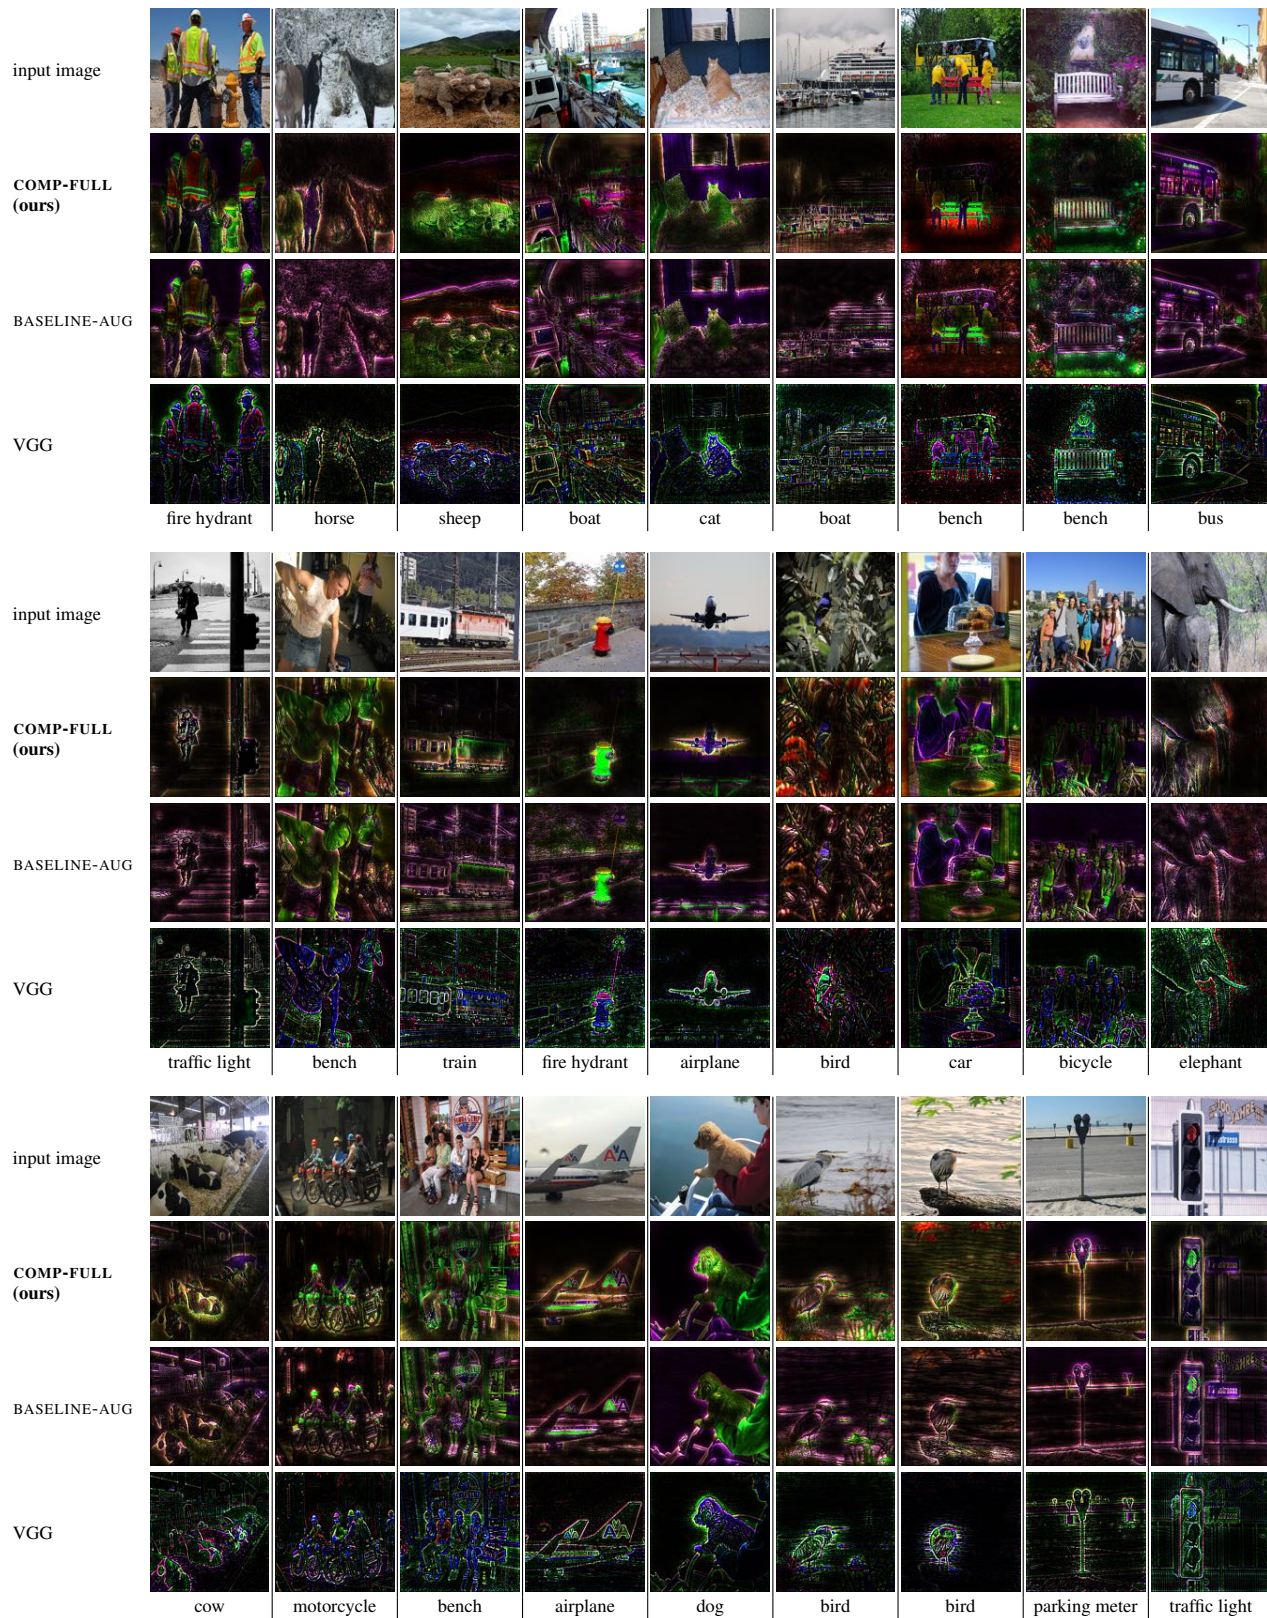 input image
COMP-FULL
(ours)
BASELINE-AUG
VGG
fire hydrant horse sheep boat cat boat bench bench bus
input image
COMP-FULL
(ours)
BASELINE-AUG
VGG
traffic light bench train fire hydrant airplane bird car bicycle elephant
input image
COMP-FULL
(ours)
BASELINE-AUG
VGG
cow motorcycle bench airplane dog bird bird parking meter traffic light